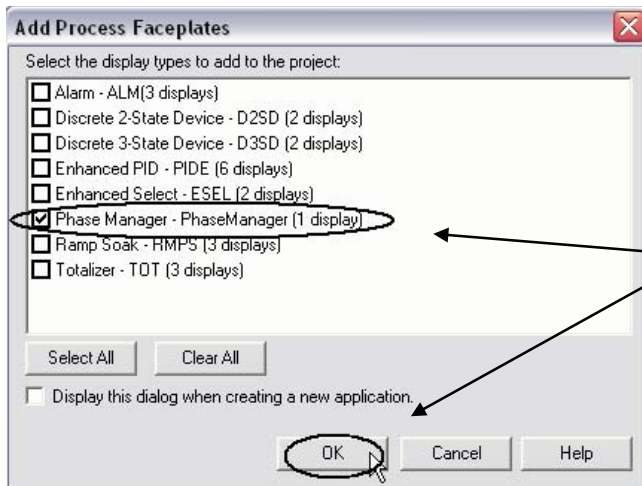 Add Process Faceplates
Select the display types to add to the project:
Alarm - ALM(3 displays)
Discrete 2-State Device - D2SD (2 displays)
Discrete 3-State Device - D3SD (2 displays)
Enhanced PID - PIDE (6 displays)
Enhanced Select - ESEL (2 displays)
Phase Manager - PhaseManager (1 display)
Ramp Soak - RMPS (3 displays)
Totalizer - TOT (3 displays)
Select All Clear All
Display this dialog when creating a new application.
OK Cancel Help